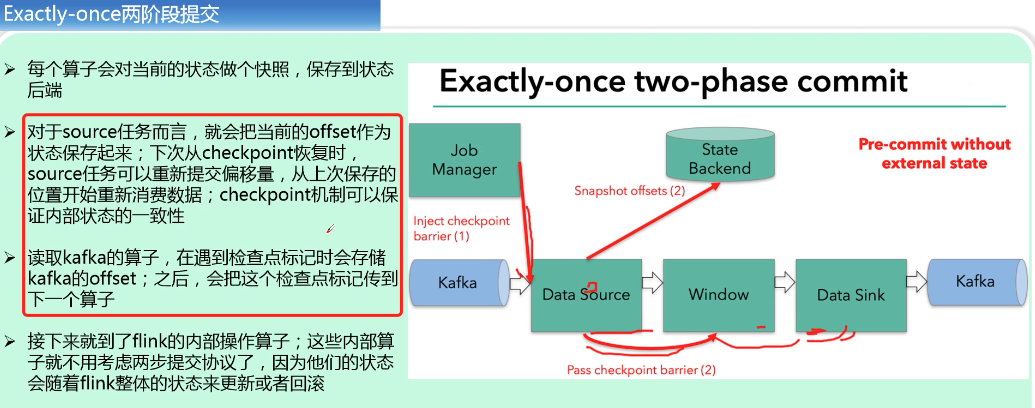 Exactly-once两阶段提交
每个算子会对当前的状态做个快照，保存到状态
后端
对于source任务而言，就会把当前的offset作为
状态保存起来；下次从checkpoint恢复时，
source任务可以重新提交偏移量，从上次保存的
位置开始重新消费数据；checkpoint机制可以保
证内部状态的一致性
读取kafka的算子，在遇到检查点标记时会存储
kafka的offset；之后，会把这个检查点标记传到
下一个算子
接下来就到了flink的内部操作算子；这些内部算
子就不用考虑两步提交协议了，因为他们的状态
会随着flink整体的状态来更新或者回滚
Exactly-once two-phase commit
Job
Manager
State
Backend
Pre-commit without
external state
Snapshot offsets (2)
Inject checkpoint
barrier (1)
Kafka
Data Source
Window
Data Sink
Kafka
Pass checkpoint barrier (2)